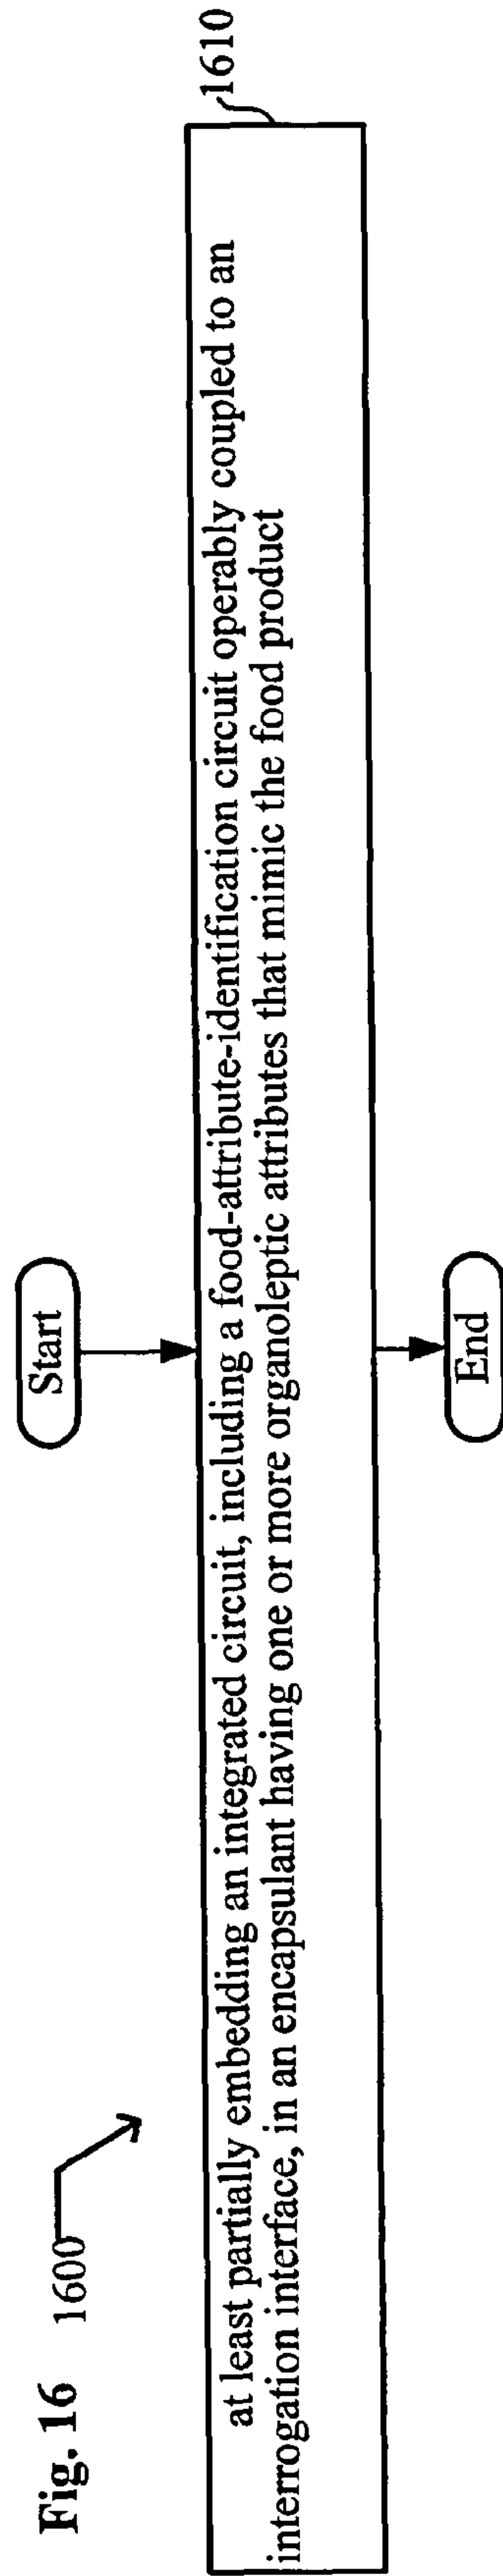 Fig. 16
1600
Start
1610
at least partially embedding an integrated circuit, including a food-attribute-identification circuit operably coupled to an
interrogation interface, in an encapsulant having one or more organoleptic attributes that mimic the food product
End